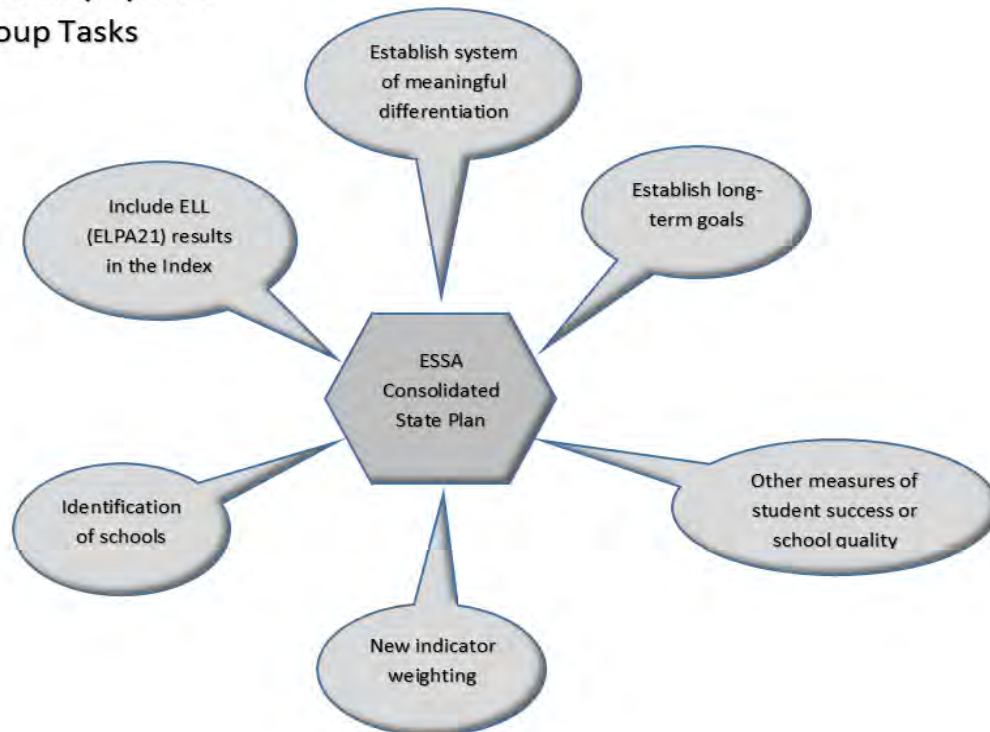 oup Tasks
Establish system
of meaningful
differentiation
Include ELL
(ELPA21) results
in the Index
Establish long-
term goals
ESSA
Consolidated
State Plan
Identification
of schools
Other measures of
student success or
school quality
New indicator
weighting